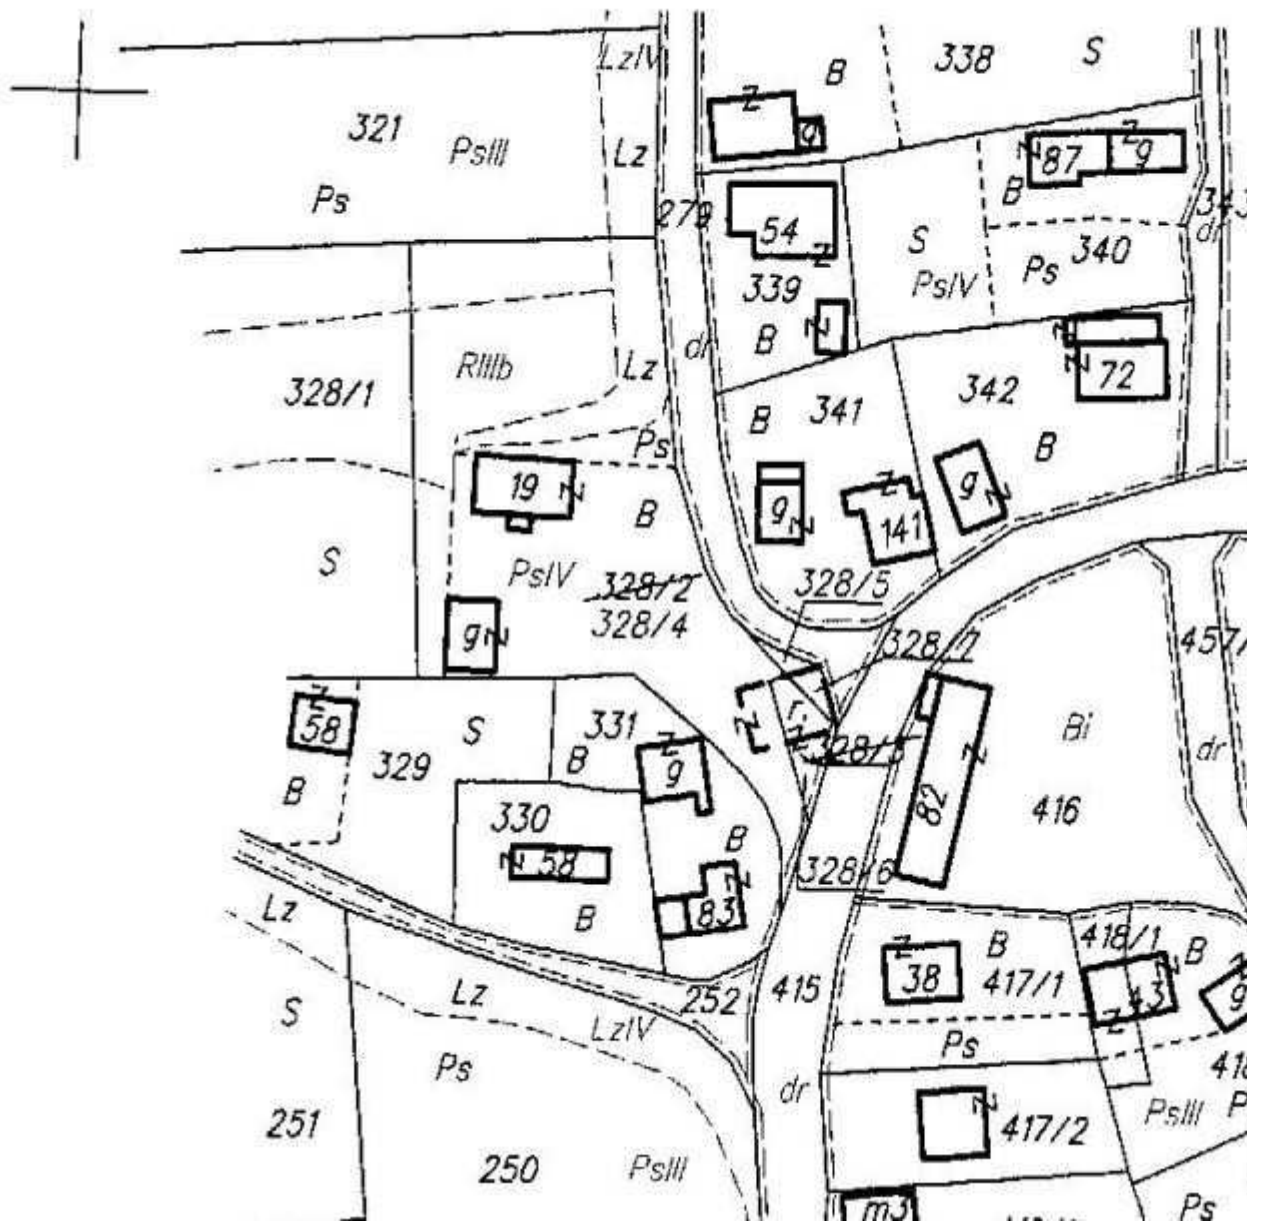 LzIV
B
338
S
Z
g
321
PsIII
Lz
87
g
Z
Z
B
Ps
279
54
Z
S
340
343
dr
339
PsIV
Ps
Z
B
dr
RIIIb
Lz
328/1
72
Z
Z
B
341
342
B
Ps
19
Z
B
g
Z
Z
141
g
Z
S
PsIV
328/2
328/5
328/4
g
Z
328/7
457/
Z
58
S
331
r.
Z
Z
Bi
B
329
B
Z
g
328/3
dr
B
330
82
Z
416
Z
58
B
83
Z
328/6
Lz
B
Z
38
B
417/1
418/1
B
Z
43
Z
g
Lz
252
415
S
LzIV
Ps
Ps
dr
418
251
Z
417/2
PsIII
P
250
PsIII
m3
Ps